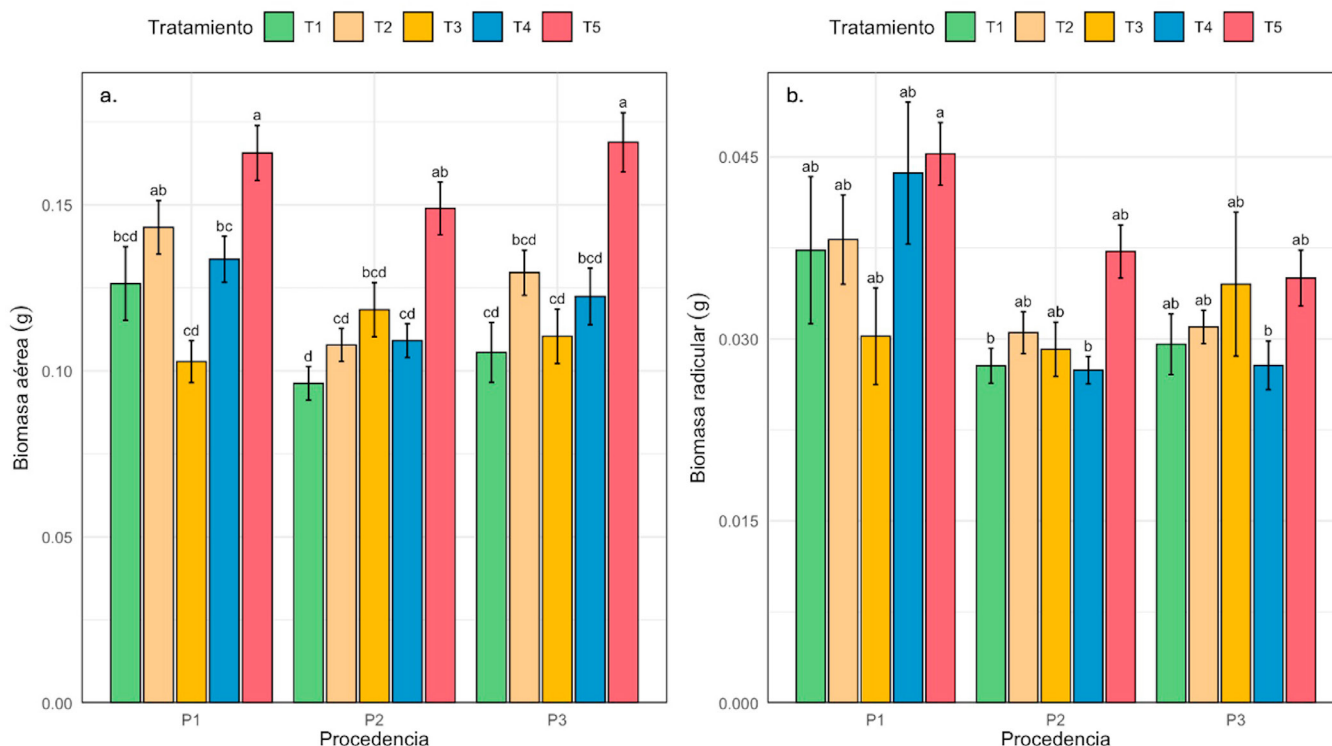 Tratamiento T1 T2 T3 T4 T5
a.
Biomasa aérea (g)
0.15
0.10
0.05
0.00
bcd ab cd bc a
d cd bcd cd ab
cd bcd cd bcd a
P1 P2 P3
Procedencia
Tratamiento T1 T2 T3 T4 T5
b.
Biomasa radicular (g)
0.045
0.030
0.015
0.000
ab ab ab ab a
b ab ab b ab
ab ab ab b ab
P1 P2 P3
Procedencia